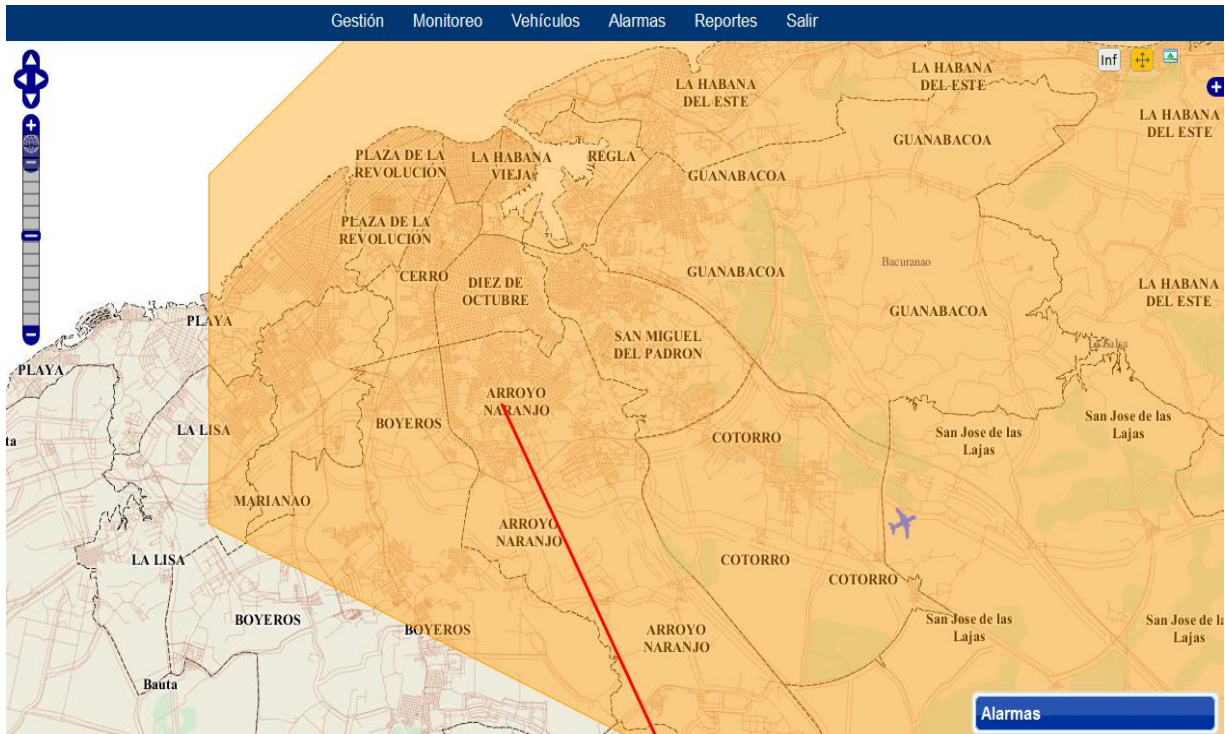 Gestión Monitoreo Vehículos Alarmas Reportes Salir
Inf
LA HABANA
DEL ESTE
LA HABANA
DEL ESTE
LA HABANA
DEL ESTE
GUANABACOA
PLAZA DE LA
REVOLUCIÓN
LA HABANA
VIEJA
REGLA
GUANABACOA
PLAZA DE LA
REVOLUCIÓN
CERRO
DIEZ DE
OCTUBRE
GUANABACOA
Bacuranao
LA HABANA
DEL ESTE
GUANABACOA
PLAYA
SAN MIGUEL
DEL PADRON
PLAYA
ARROYO
NARANJO
BOYEROS
LA LISA
COTORRO
San Jose de las
Lajas
San Jose de las
Lajas
ta
MARIANAO
ARROYO
NARANJO
LA LISA
COTORRO
COTORRO
BOYEROS
BOYEROS
ARROYO
NARANJO
San Jose de las
Lajas
San Jose de la
Lajas
Bauta
Alarmas